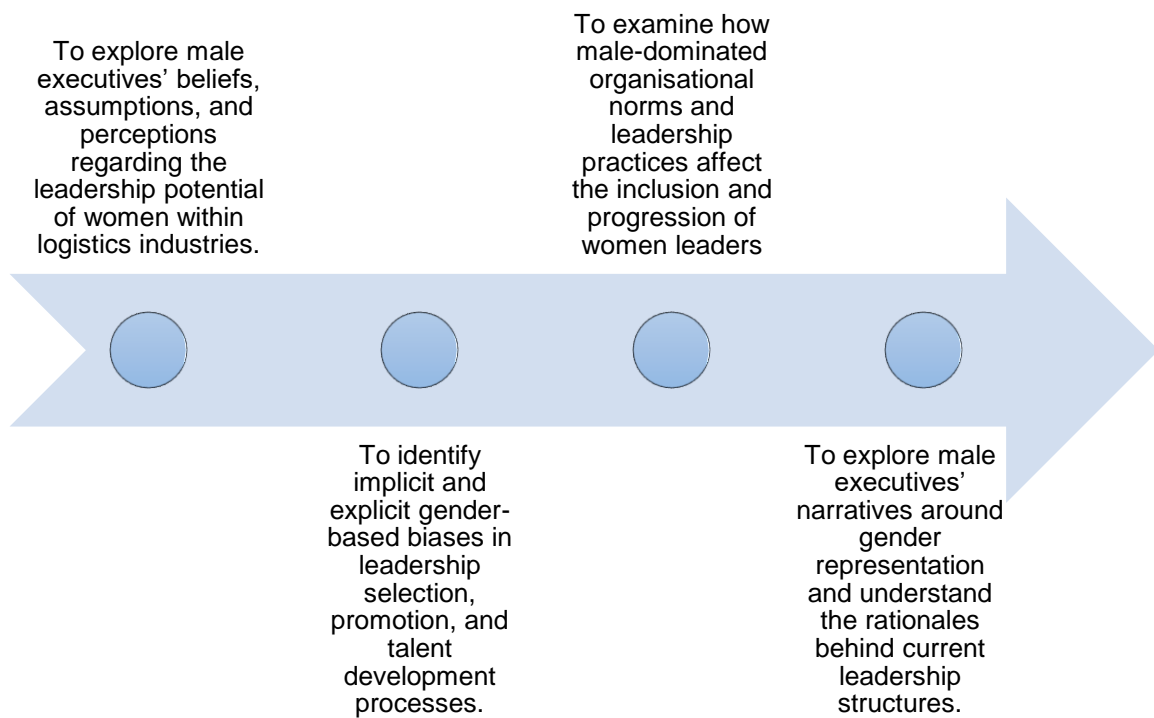 To explore male
executives’ beliefs,
assumptions, and
perceptions
regarding the
leadership potential
of women within
logistics industries.
To identify
implicit and
explicit gender-
based biases in
leadership
selection,
promotion, and
talent
development
processes.
To examine how
male-dominated
organisational
norms and
leadership
practices affect
the inclusion and
progression of
women leaders
To explore male
executives’
narratives around
gender
representation
and understand
the rationales
behind current
leadership
structures.